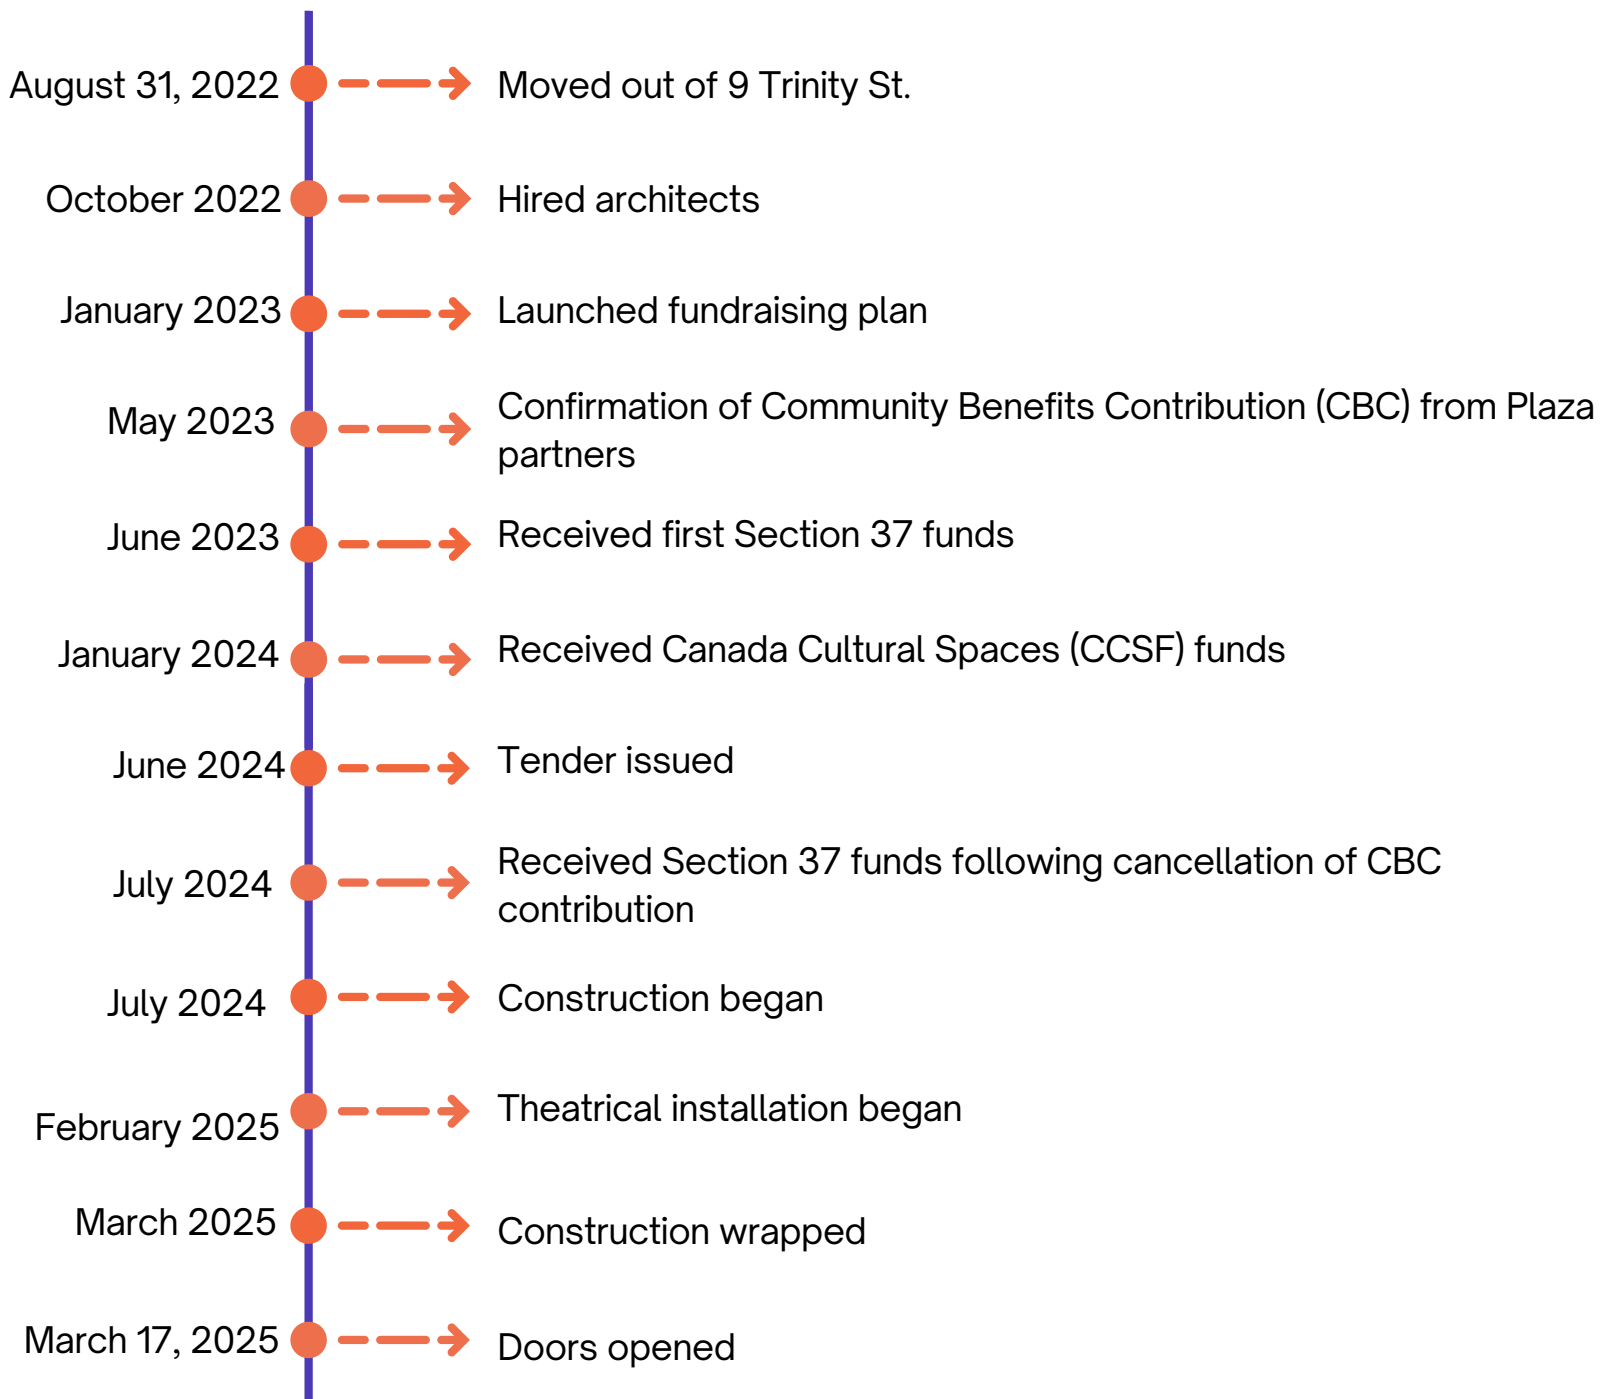 August 31, 2022
Moved out of 9 Trinity St.
October 2022
Hired architects
January 2023
Launched fundraising plan
May 2023
Confirmation of Community Benefits Contribution (CBC) from Plaza
partners
June 2023
Received first Section 37 funds
January 2024
Received Canada Cultural Spaces (CCSF) funds
June 2024
Tender issued
July 2024
Received Section 37 funds following cancellation of CBC
contribution
July 2024
Construction began
February 2025
Theatrical installation began
March 2025
Construction wrapped
March 17, 2025
Doors opened